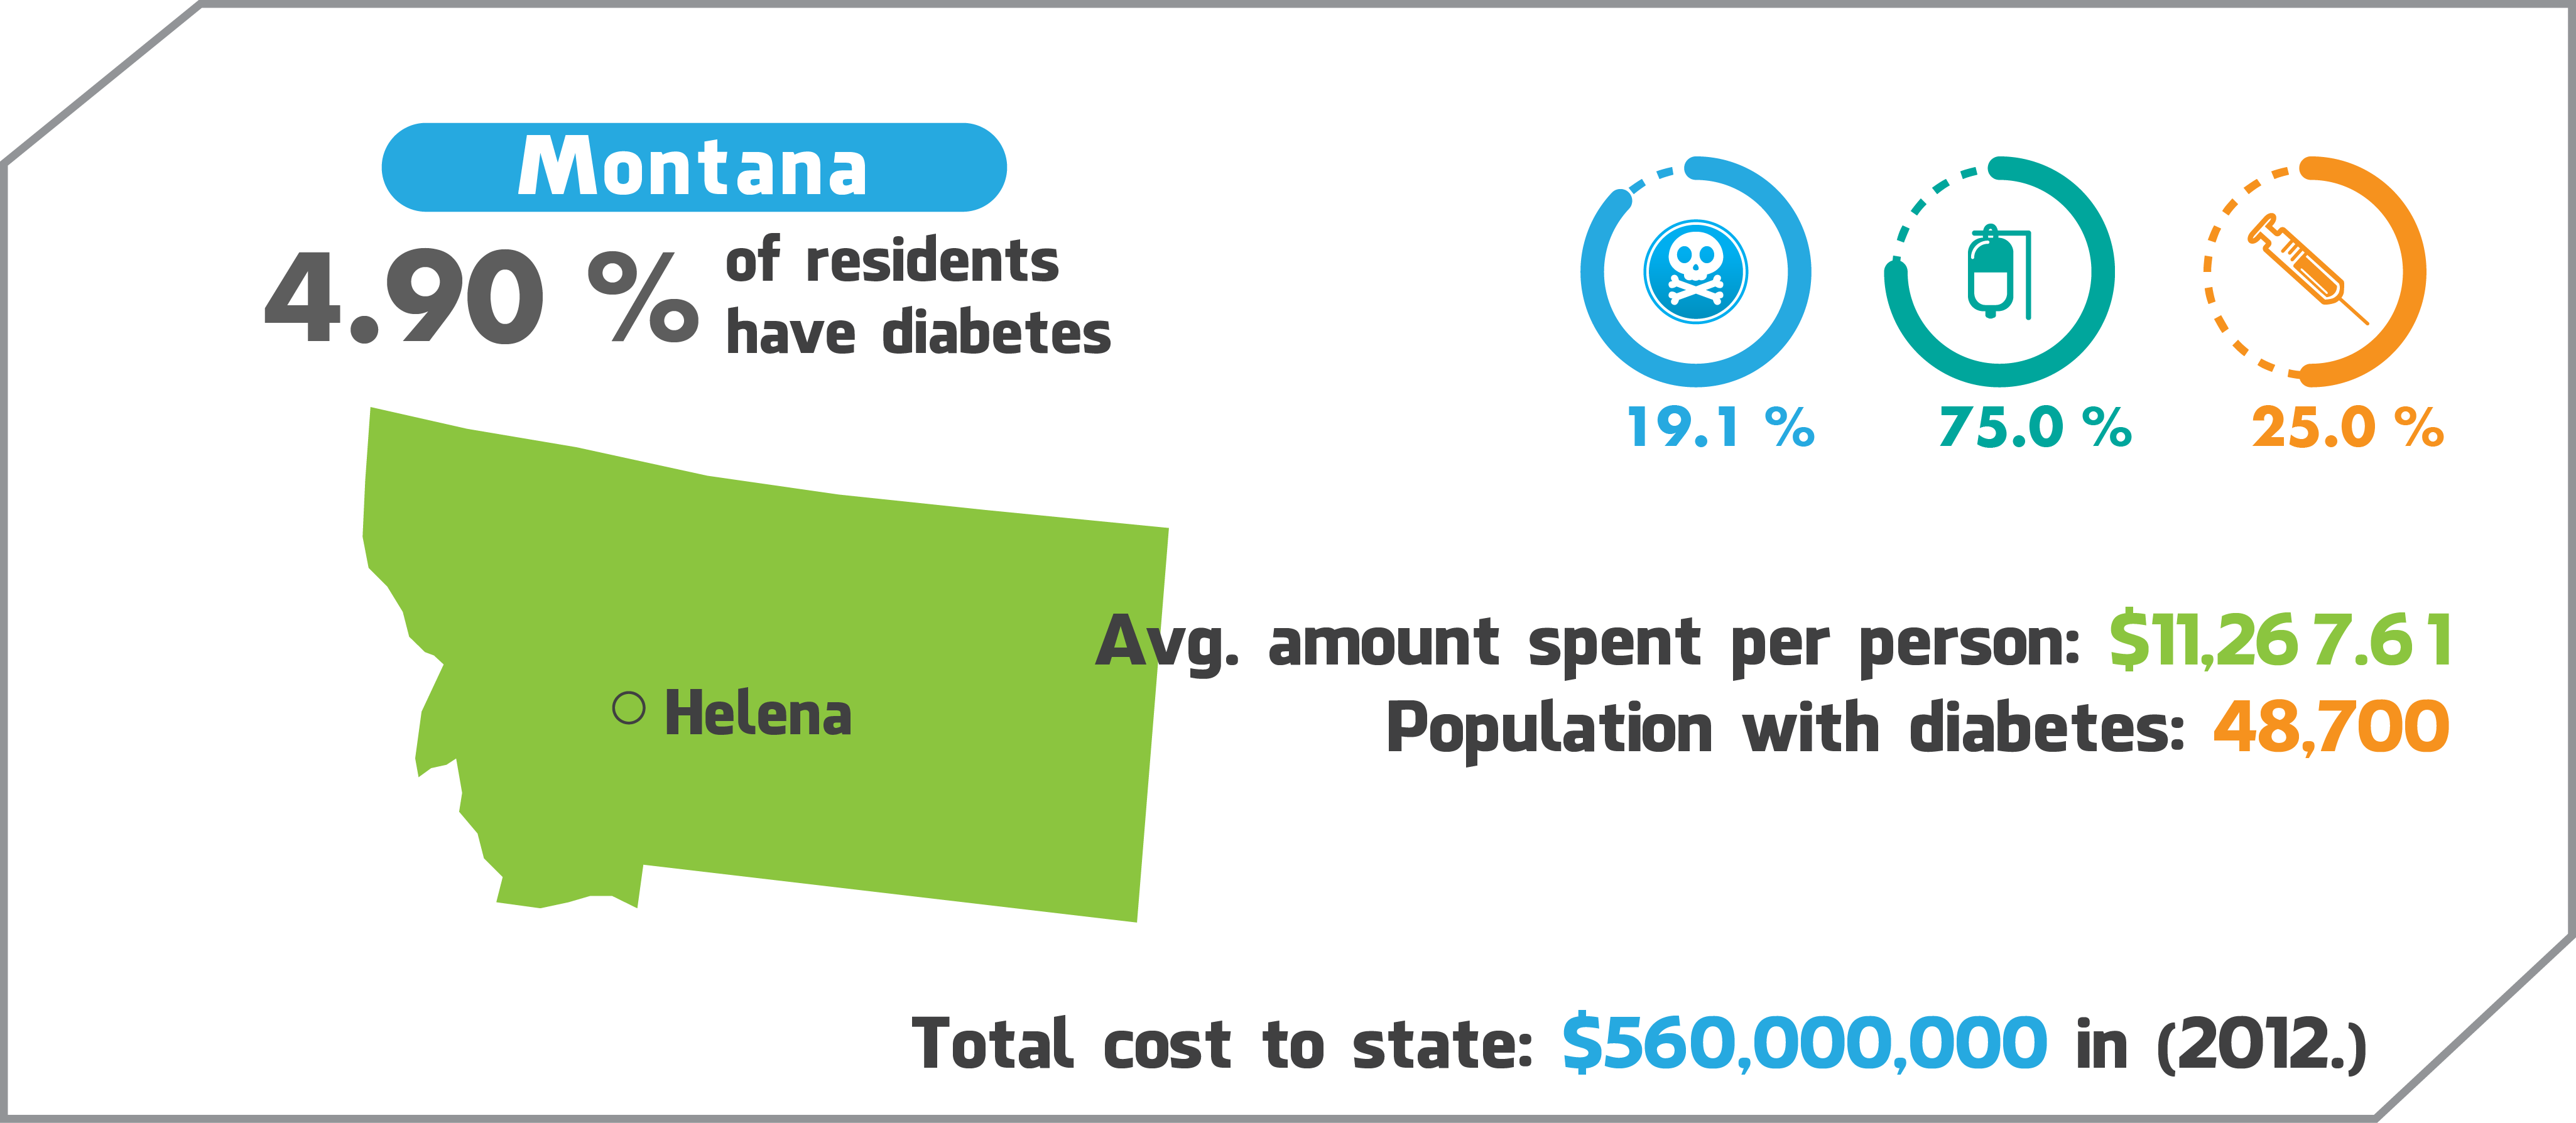 Montana
4.90 % of residents
have diabetes
19.1 % 75.0 % 25.0 %
Helena
Avg. amount spent per person: $11,267.61
Population with diabetes: 48,700
Total cost to state: $560,000,000 in (2012.)